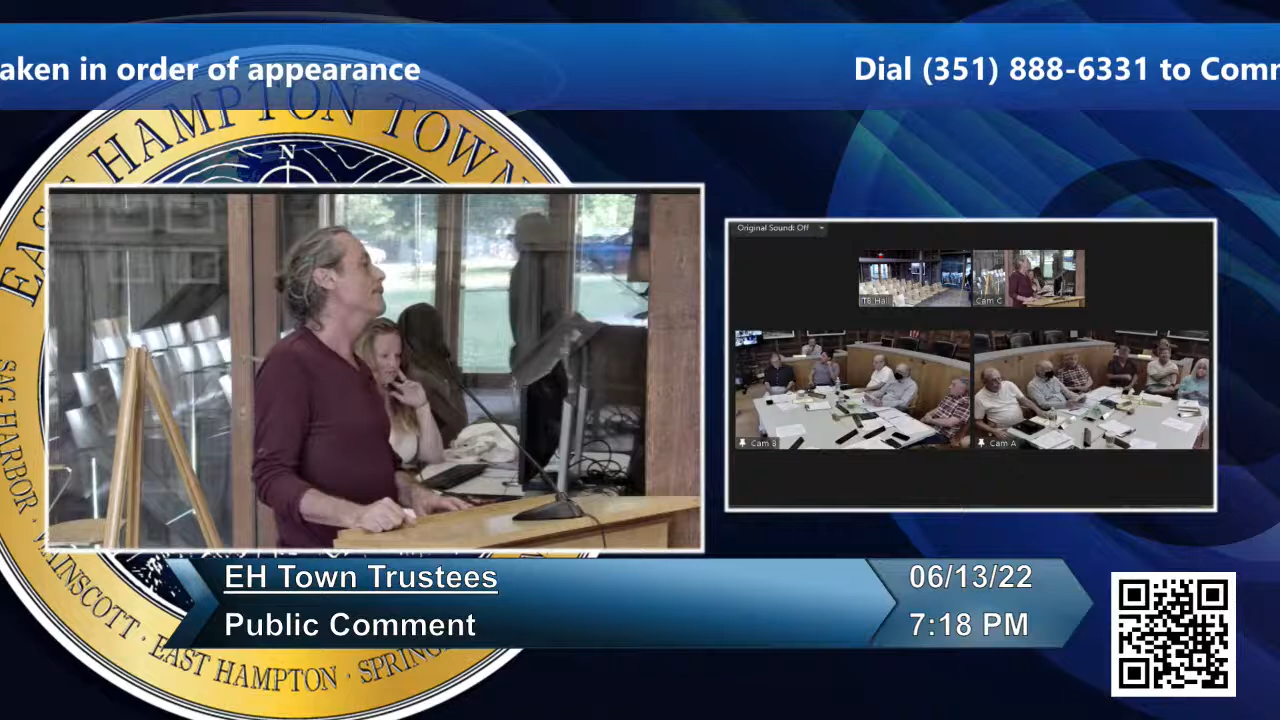 aken in order of appearance
Dial (351) 888-6331 to Comm
EAST HAMPTON TOWN
N
SAG HARBOR · WAINSCOTT · EAST HAMPTON · SPRING
Original Sound: Off
TB Hall
Cam C
Cam B
Cam A
EH Town Trustees
06/13/22
Public Comment
7:18 PM